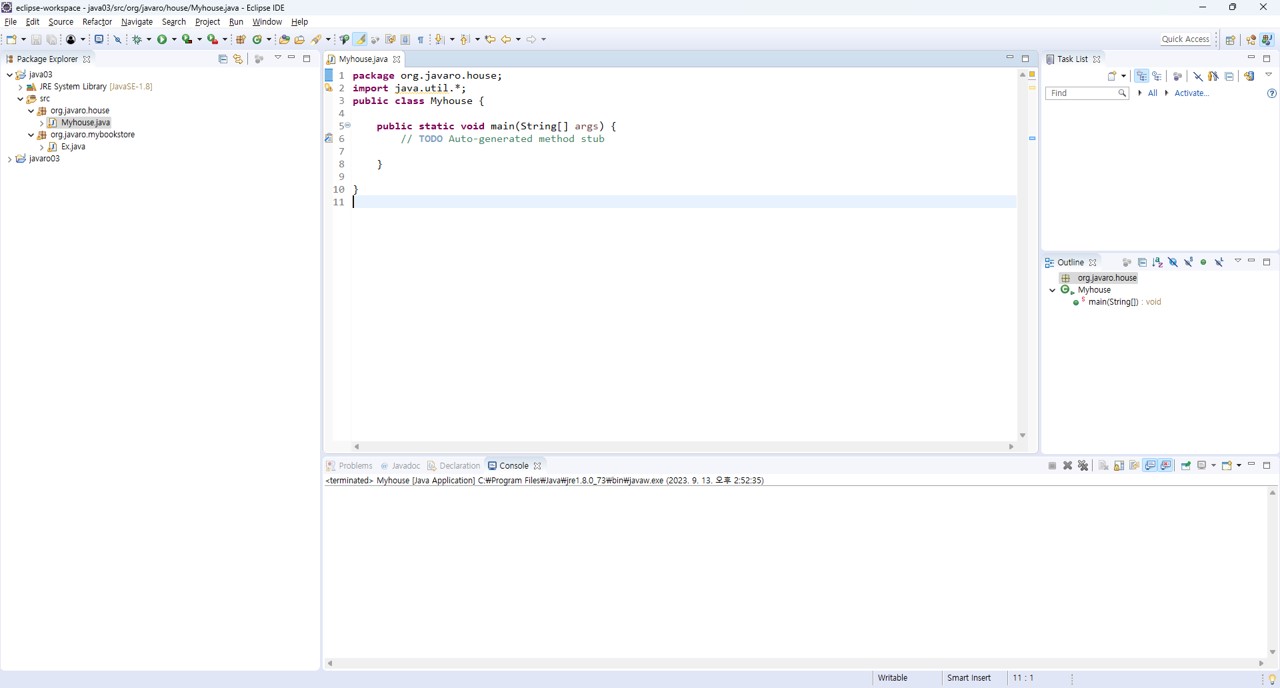 eclipse-workspace - java03/src/org/javaro/house/Myhouse.java - Eclipse IDE
File Edit Source Refactor Navigate Search Project Run Window Help
Quick Access
Package Explorer
java03
JRE System Library [JavaSE-1.8]
src
org.javaro.house
Myhouse.java
org.javaro.mybookstore
Ex.java
javaro03
Myhouse.java
1 package org.javaro.house;
2 import java.util.*;
3 public class Myhouse {
4
5 public static void main(String[] args) {
6 // TODO Auto-generated method stub
7
8 }
9
10 }
11
Task List
Find All Activate...
Outline
org.javaro.house
Myhouse
main(String[]) : void
Problems Javadoc Declaration Console
<terminated> Myhouse [Java Application] C:₩Program Files₩Java₩jre1.8.0_73₩bin₩javaw.exe (2023. 9. 13. 오후 2:52:35)
Writable Smart Insert 11 : 1